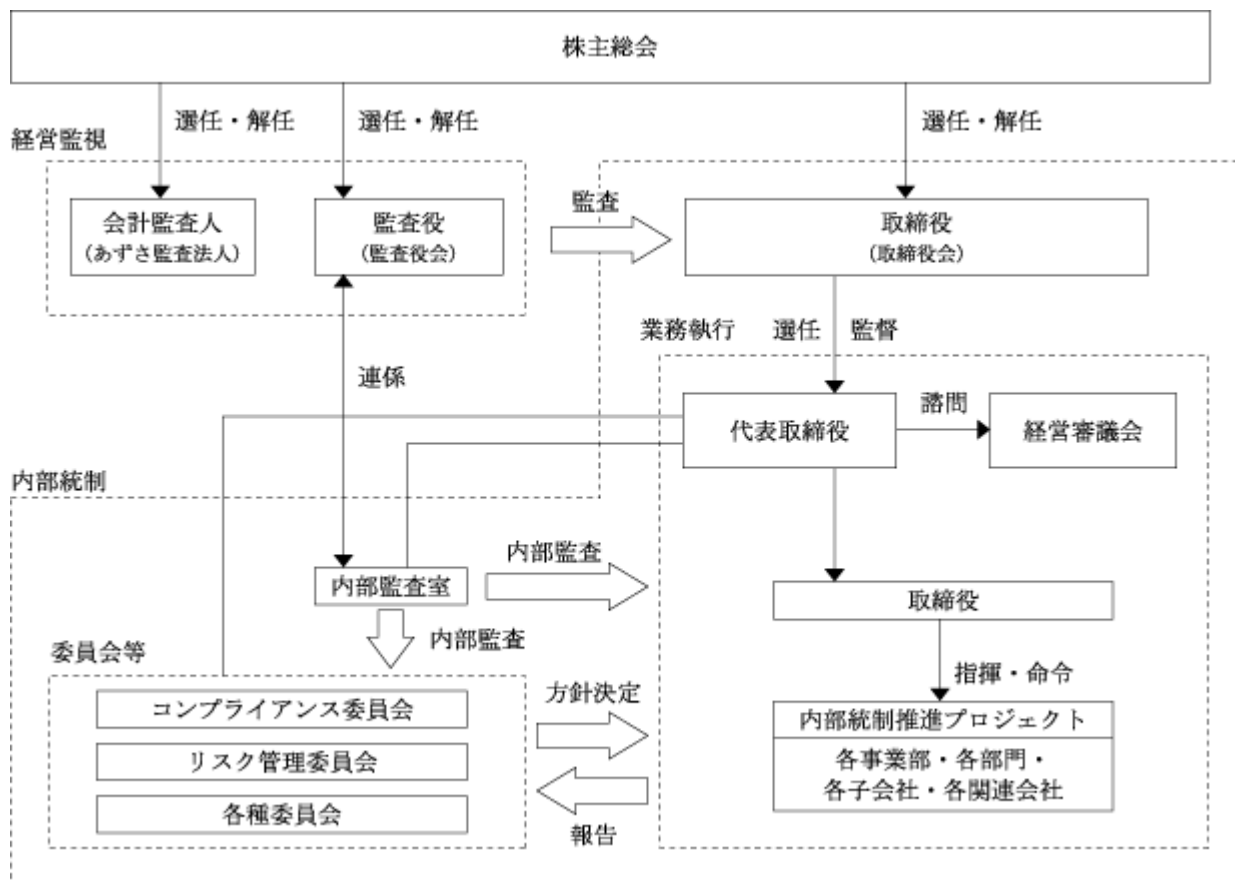 株主総会
選任・解任
選任・解任
選任・解任
経営監視
監査
会計監査人
(あずさ監査法人)
監査役
(監査役会)
取締役
(取締役会)
業務執行
選任
監督
連係
諮問
代表取締役
経営審議会
内部統制
内部監査
内部監査室
取締役
内部監査
委員会等
指揮・命令
方針決定
コンプライアンス委員会
内部統制推進プロジェクト
リスク管理委員会
各事業部・各部門・
各子会社・各関連会社
各種委員会
報告